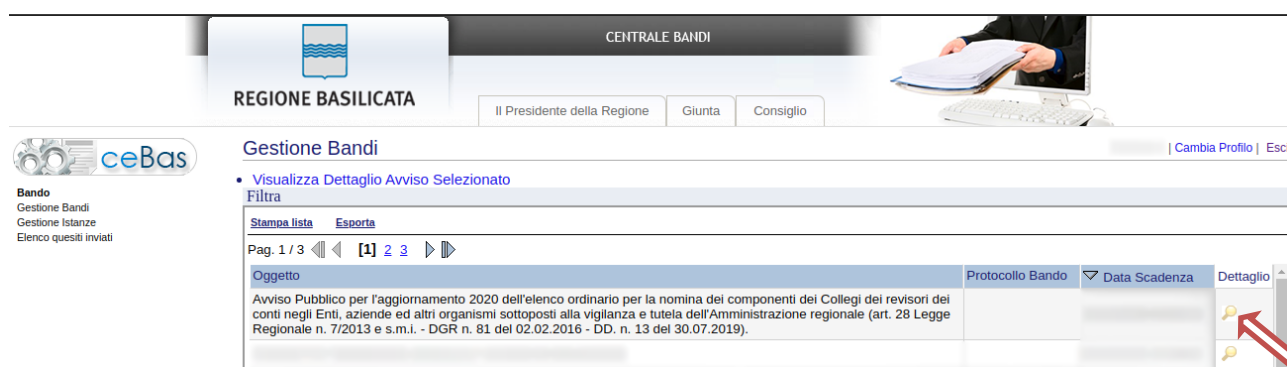 CENTRALE BANDI
REGIONE BASILICATA
Il Presidente della Regione Giunta Consiglio
ceBas
Gestione Bandi
| Cambia Profilo | Esc
Bando
Gestione Bandi
Gestione Istanze
Elenco quesiti inviati
Visualizza Dettaglio Avviso Selezionato
Filtra
Stampa lista Esporta
Pag. 1 / 3 [1] 2 3
Oggetto Protocollo Bando Data Scadenza Dettaglio
Avviso Pubblico per l'aggiornamento 2020 dell'elenco ordinario per la nomina dei componenti dei Collegi dei revisori dei
conti negli Enti, aziende ed altri organismi sottoposti alla vigilanza e tutela dell'Amministrazione regionale (art. 28 Legge
Regionale n. 7/2013 e s.m.i. - DGR n. 81 del 02.02.2016 - DD. n. 13 del 30.07.2019).